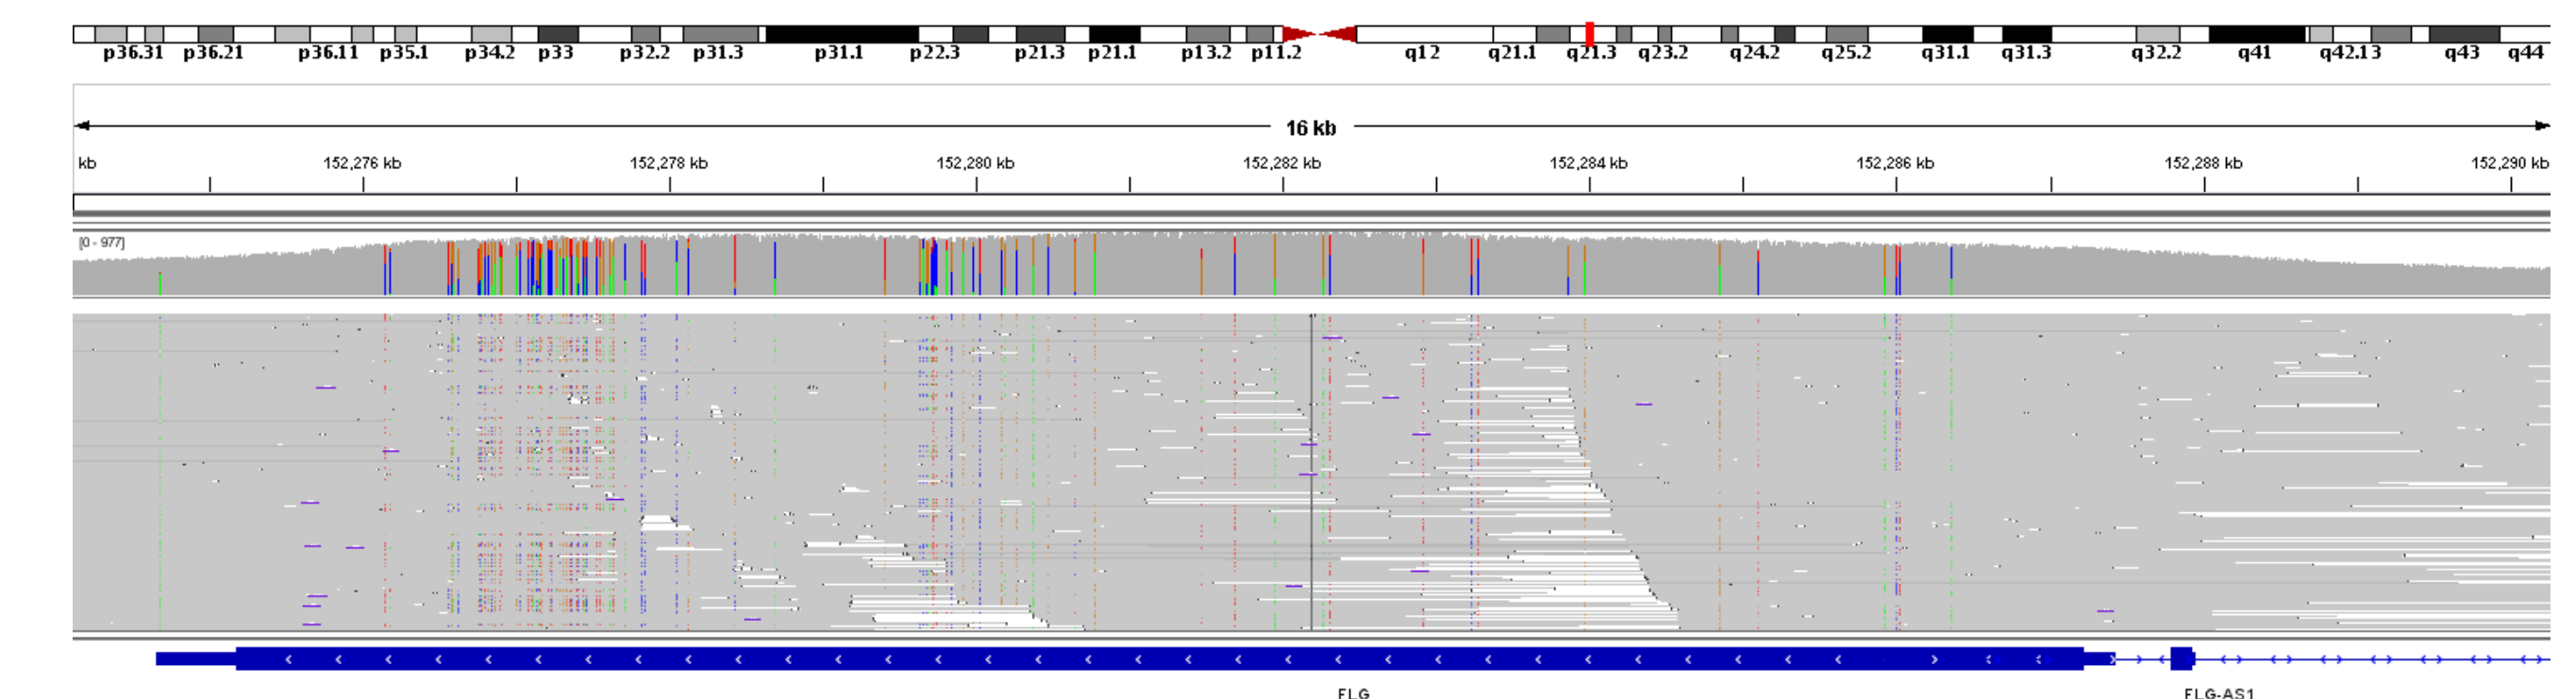 p36.31 p36.21 p36.11 p35.1 p34.2 p33 p32.2 p31.3 p31.1 p22.3 p21.3 p21.1 p13.2 p11.2 q12 q21.1 q21.3 q23.2 q24.2 q25.2 q31.1 q31.3 q32.2 q41 q42.13 q43 q44
16 kb
kb 152,276 kb 152,278 kb 152,280 kb 152,282 kb 152,284 kb 152,286 kb 152,288 kb 152,290 kb
[0 - 977]
FLG FLG-AS1